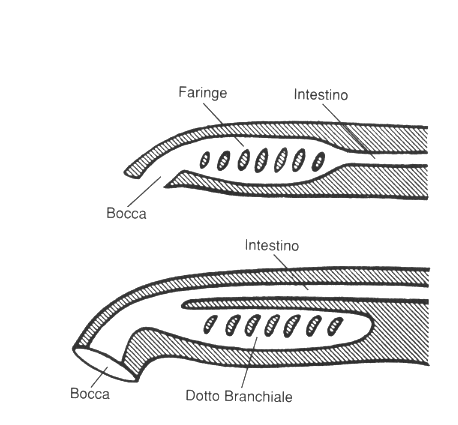 Faringe
Intestino
Bocca
Intestino
Bocca
Dotto Branchiale